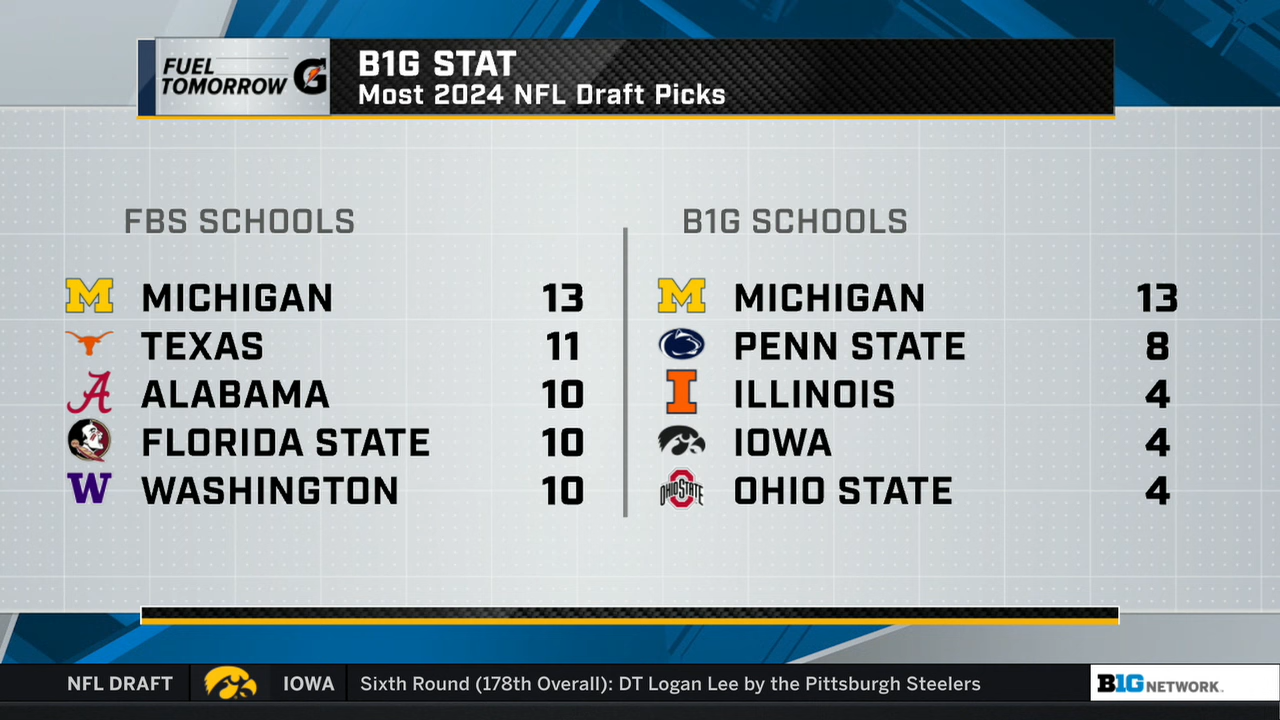 FUEL
TOMORROW G
B1G STAT
Most 2024 NFL Draft Picks
FBS SCHOOLS
M MICHIGAN 13
TEXAS 11
A ALABAMA 10
FLORIDA STATE 10
W WASHINGTON 10
B1G SCHOOLS
M MICHIGAN 13
PENN STATE 8
I ILLINOIS 4
IOWA 4
OHIO STATE OHIO STATE 4
NFL DRAFT IOWA Sixth Round (178th Overall): DT Logan Lee by the Pittsburgh Steelers B1G NETWORK